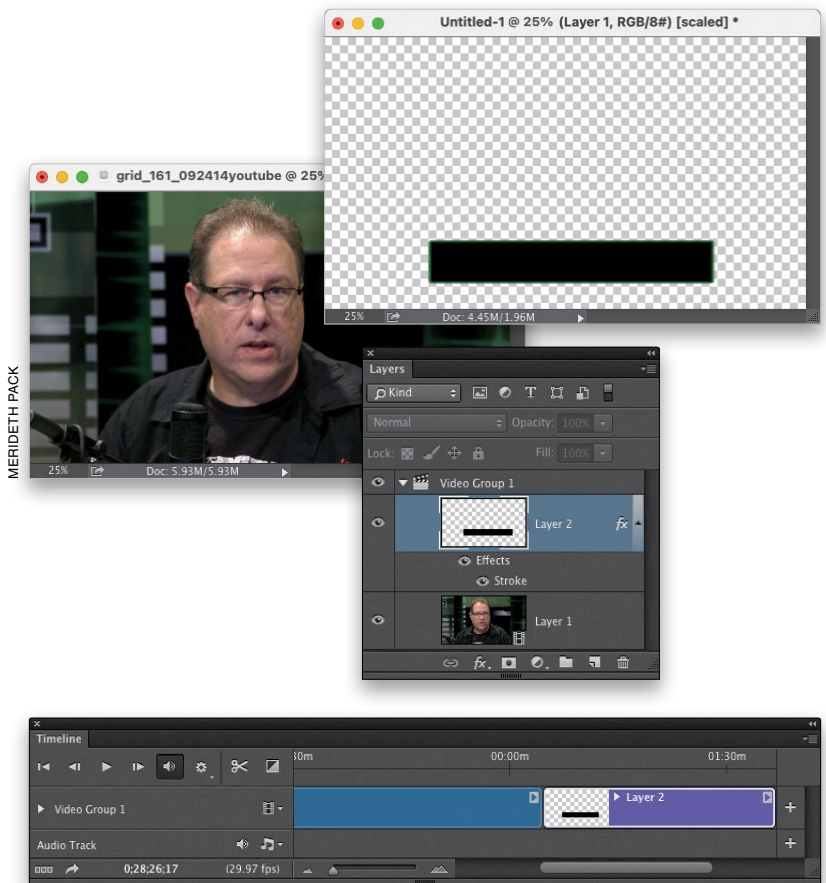 Untitled-1 @ 25% (Layer 1, RGB/8#) [scaled] *
grid_161_092414youtube @ 25%
25% Doc: 4.45M/1.96M
MERIDETH PACK
25% Doc: 5.93M/5.93M
Layers
Kind
Normal Opacity: 100%
Lock: Fill: 100%
Video Group 1
Layer 2 fx
Effects
Stroke
Layer 1
fx
Timeline
30m 00:00m 01:30m
Video Group 1
Layer 2
Audio Track
0;28;26;17 (29.97 fps)